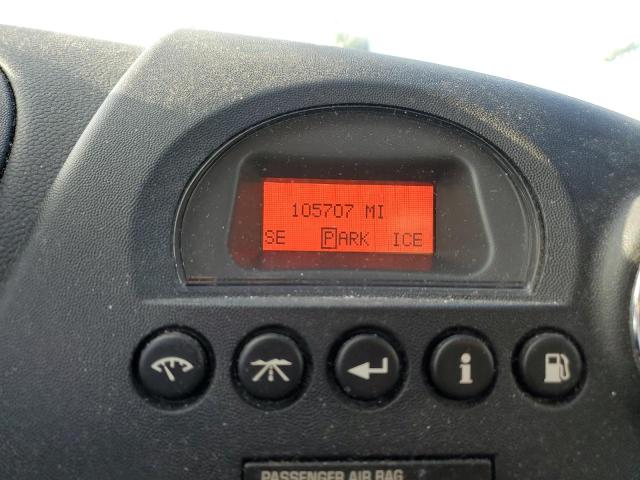 105707 MI
SE PARK ICE
i
PASSENGER AIR BAG